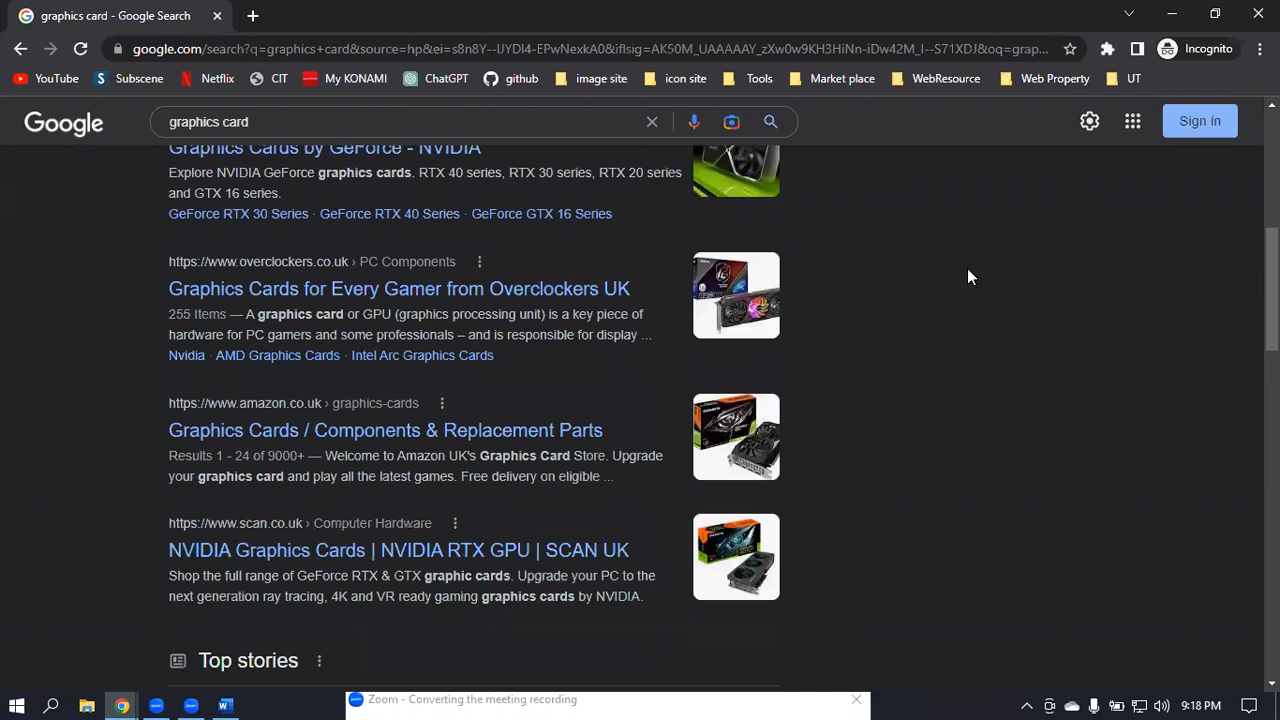 graphics card - Google Search
google.com/search?q=graphics+card&source=hp&ei=s8n8Y--IJYDI4-EPwNexkA0&iflsig=AK50M_UAAAAAY_zXw0w9KH3HiNn-iDw42M_I--S71XDJ&oq=grap...
Incognito
YouTube Subscene Netflix CIT My KONAMI ChatGPT github image site icon site Tools Market place WebResource Web Property UT
Google graphics card Sign in
Graphics Cards by GeForce - NVIDIA
Explore NVIDIA GeForce graphics cards. RTX 40 series, RTX 30 series, RTX 20 series
and GTX 16 series.
GeForce RTX 30 Series · GeForce RTX 40 Series · GeForce GTX 16 Series
https://www.overclockers.co.uk › PC Components
Graphics Cards for Every Gamer from Overclockers UK
255 Items — A graphics card or GPU (graphics processing unit) is a key piece of
hardware for PC gamers and some professionals – and is responsible for display ...
Nvidia · AMD Graphics Cards · Intel Arc Graphics Cards
https://www.amazon.co.uk › graphics-cards
Graphics Cards / Components & Replacement Parts
Results 1 - 24 of 9000+ — Welcome to Amazon UK's Graphics Card Store. Upgrade
your graphics card and play all the latest games. Free delivery on eligible ...
https://www.scan.co.uk › Computer Hardware
NVIDIA Graphics Cards | NVIDIA RTX GPU | SCAN UK
Shop the full range of GeForce RTX & GTX graphic cards. Upgrade your PC to the
next generation ray tracing, 4K and VR ready gaming graphics cards by NVIDIA.
Top stories
Zoom - Converting the meeting recording
9:18 PM